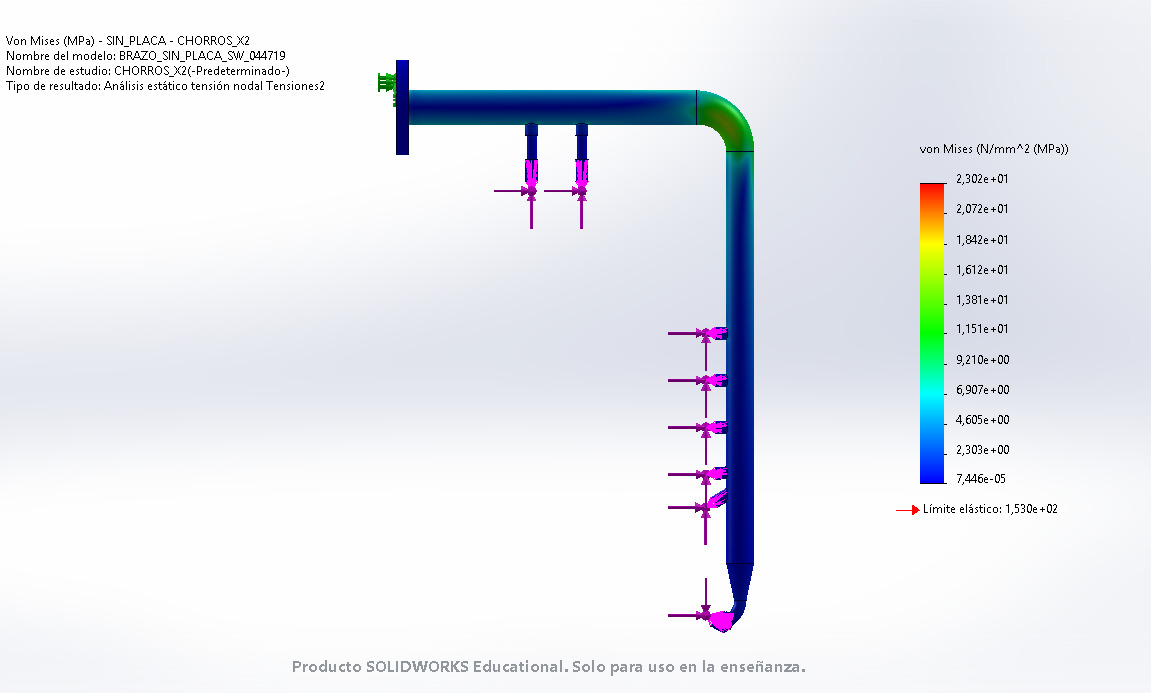 Von Mises (MPa) - SIN_PLACA - CHORROS_X2
Nombre del modelo: BRAZO_SIN_PLACA_SW_044719
Nombre de estudio: CHORROS_X2(-Predeterminado-)
Tipo de resultado: Análisis estático tensión nodal Tensiones2
von Mises (N/mm^2 (MPa))
2,302e+01
2,072e+01
1,842e+01
1,612e+01
1,381e+01
1,151e+01
9,210e+00
6,907e+00
4,605e+00
2,303e+00
7,446e-05
Límite elástico: 1,530e+02
Producto SOLIDWORKS Educational. Solo para uso en la enseñanza.